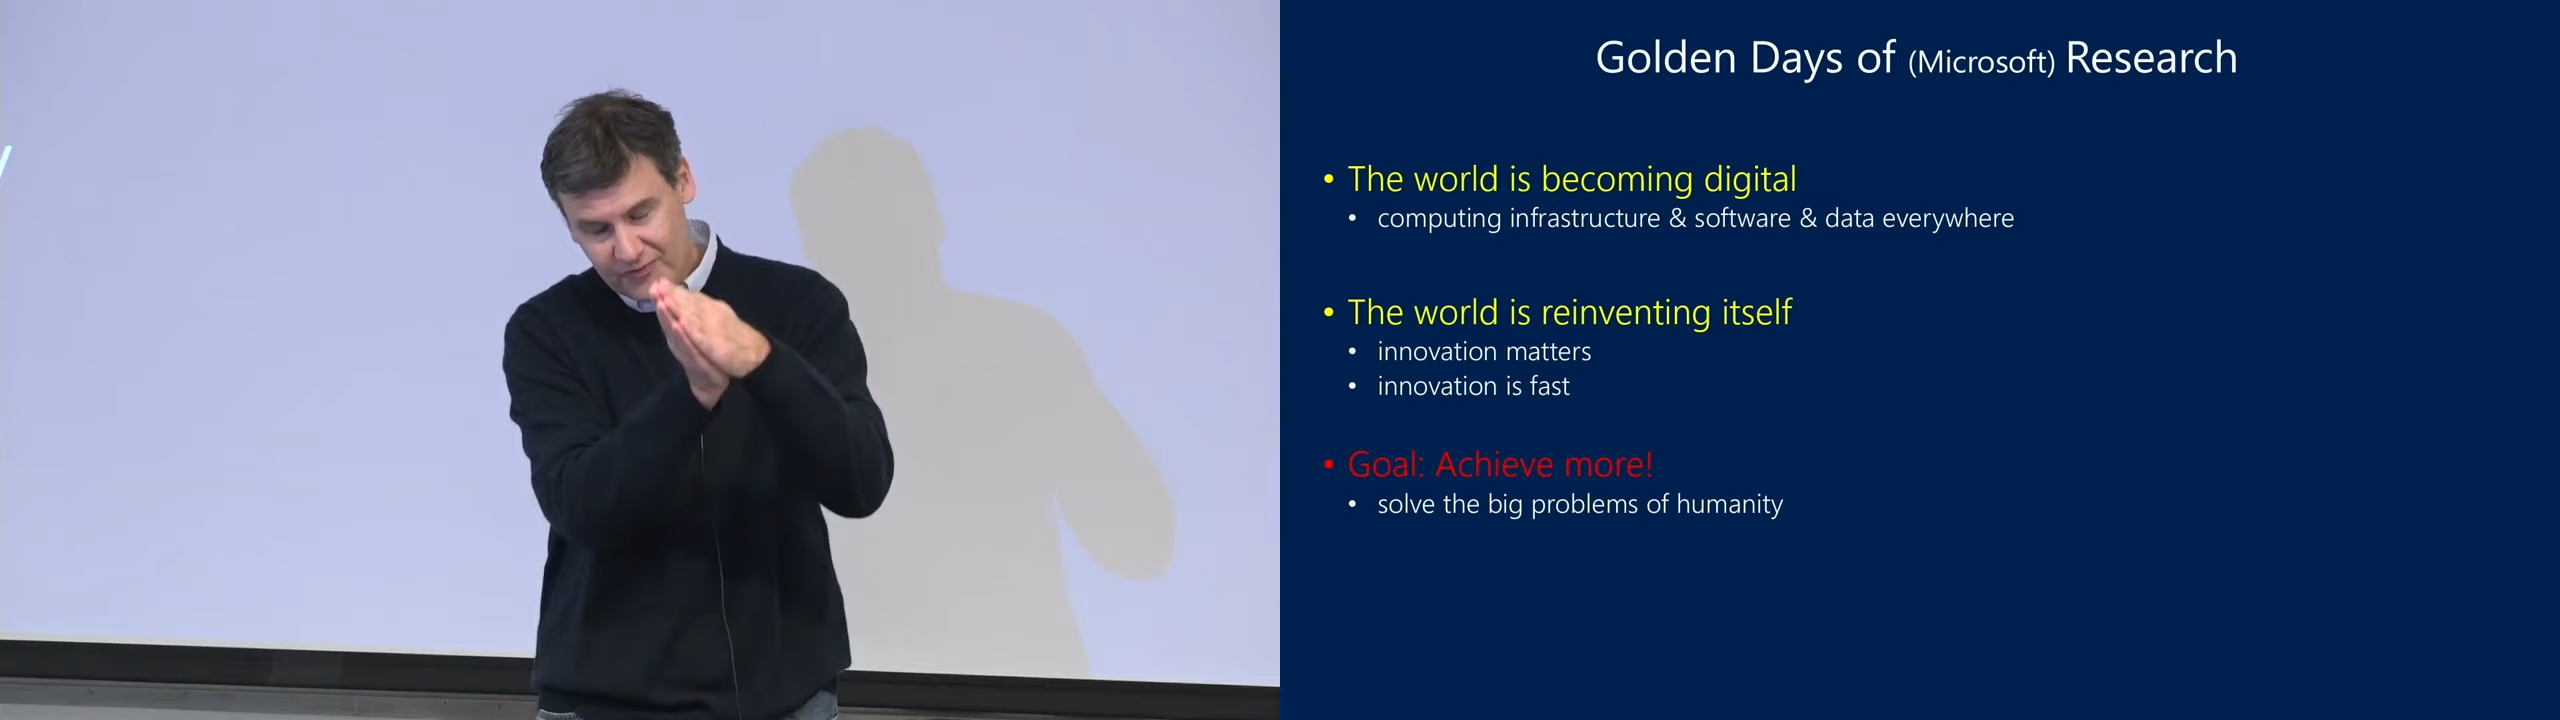 Golden Days of (Microsoft) Research
• The world is becoming digital
• computing infrastructure & software & data everywhere
• The world is reinventing itself
• innovation matters
• innovation is fast
• Goal: Achieve more!
• solve the big problems of humanity